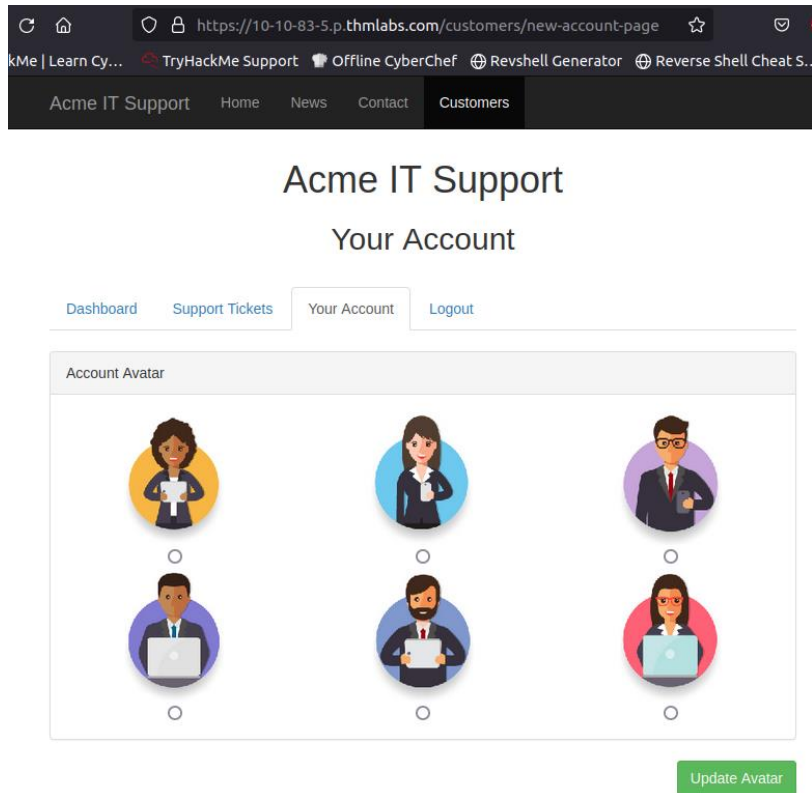 https://10-10-83-5.p.thmlabs.com/customers/new-account-page
kMe | Learn Cy… TryHackMe Support Offline CyberChef Revshell Generator Reverse Shell Cheat S…
Acme IT Support Home News Contact Customers
Acme IT Support
Your Account
Dashboard Support Tickets Your Account Logout
Account Avatar
Update Avatar